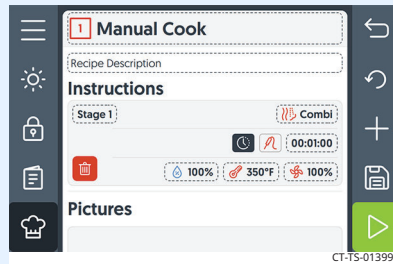 1 Manual Cook
Recipe Description
Instructions
Stage 1
Combi
00:01:00
100% 350°F 100%
Pictures
CT-TS-01399